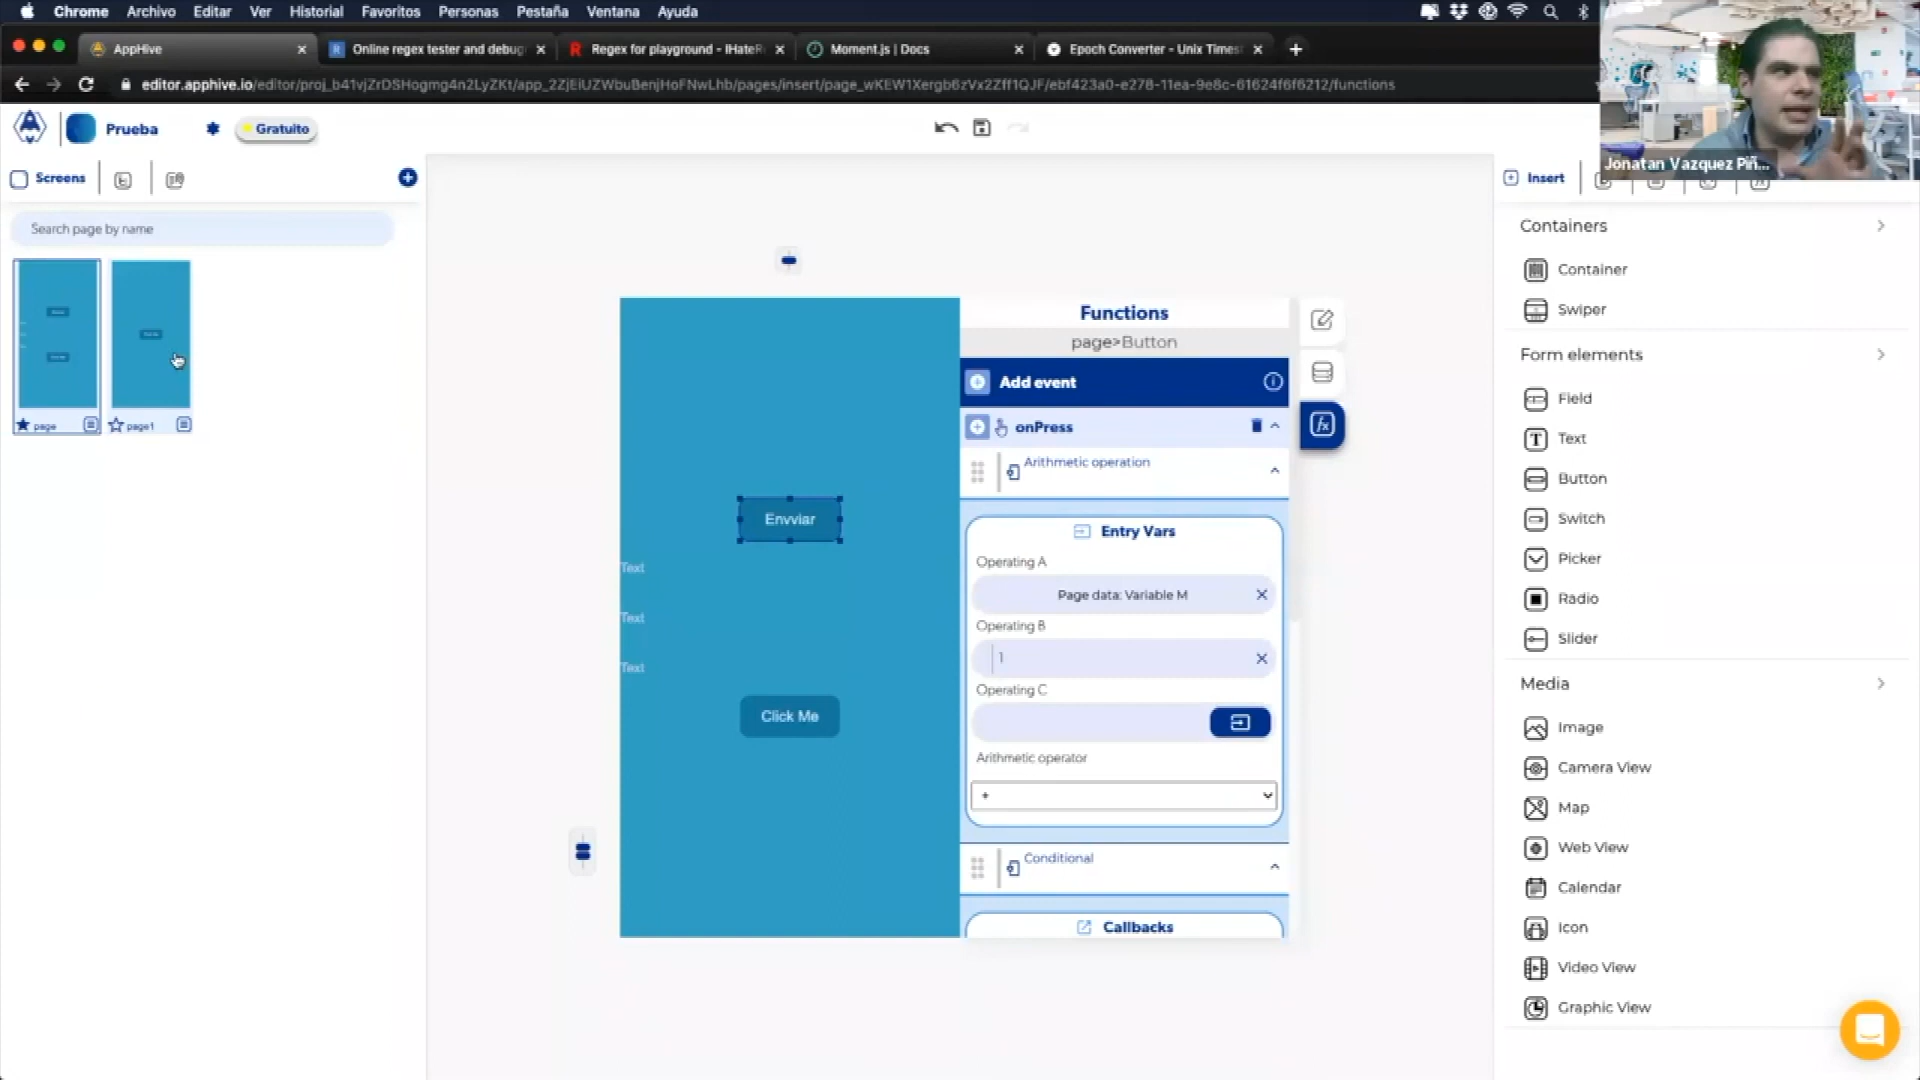 Chrome Archivo Editar Ver Historial Favoritos Personas Pestaña Ventana Ayuda
AppHive
Online regex tester and debug
Regex for playground - IHateR
Moment.js | Docs
Epoch Converter - Unix Times
editor.apphive.io/editor/proj_b41vjZrDSHogmg4n2LyZKt/app_2ZjEiUZWbuBenjHoFNwLhb/pages/insert/page_wKEW1Xergb6zVx2Zff1QJF/ebf423a0-e278-11ea-9e8c-61624f6f6212/functions
Jonatan Vazquez Piñ...
Prueba
Gratuito
Screens
Search page by name
page
page1
Envviar
Text
Text
Text
Click Me
Functions
page>Button
Add event
onPress
Arithmetic operation
Entry Vars
Operating A
Page data: Variable M
Operating B
1
Operating C
Arithmetic operator
+
Conditional
Callbacks
Insert
Containers
Container
Swiper
Form elements
Field
Text
Button
Switch
Picker
Radio
Slider
Media
Image
Camera View
Map
Web View
Calendar
Icon
Video View
Graphic View